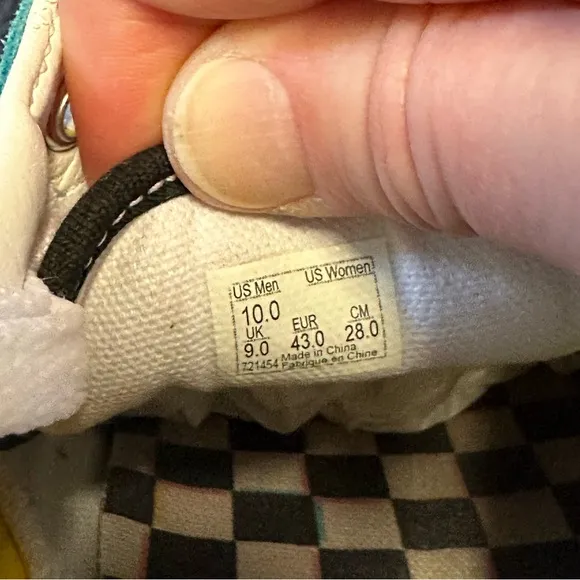 US Men US Women
10.0
UK EUR CM
9.0 43.0 28.0
Made in China
721454 Fabriqué en Chine